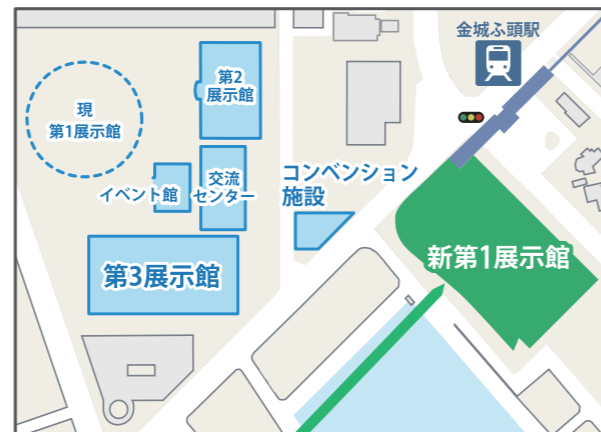 金城ふ頭駅
第2
展示館
現
第1展示館
イベント館
交流
センター
コンベンション
施設
新第1展示館
第3展示館